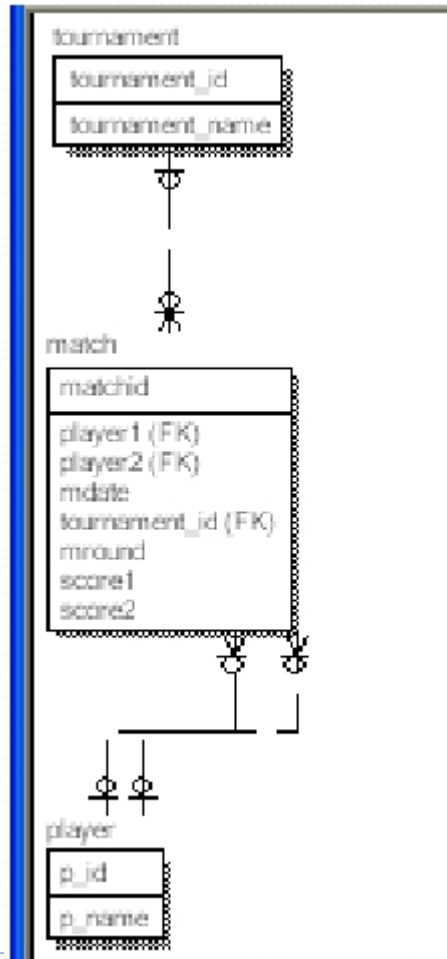 tournament
tournament_id
tournament_name
match
matchid
player1 (FK)
player2 (FK)
mdate
tournament_id (FK)
mround
score1
score2
player
p_id
p_name